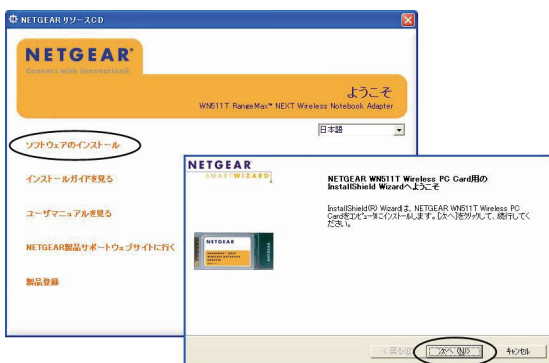 NETGEAR リソースCD
NETGEAR
Connect with Innovation
ようこそ
WN511T RangeMax™ NEXT Wireless Notebook Adapter
日本語
ソフトウェアのインストール
インストールガイドを見る
ユーザマニュアルを見る
NETGEAR製品サポートウェブサイトに行く
製品登録
NETGEAR
SMARTWIZARD
NETGEAR WN511T Wireless PC Card用の
InstallShield Wizardへようこそ
InstallShield(R) Wizardは、NETGEAR WN511T Wireless PC
Cardをコンピュータにインストールします。[次へ]をクリックして、続行してく
ださい。
NETGEAR
< 戻る(B)
次へ (N)>
キャンセル